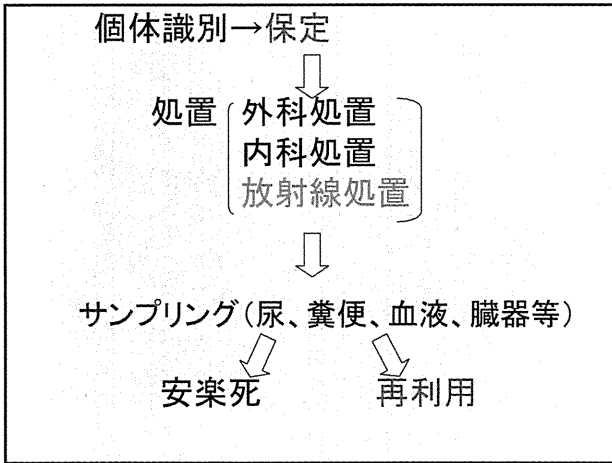 個体識別→保定
処置 外科処置
内科処置
放射線処置
サンプリング(尿、糞便、血液、臓器等)
安楽死 再利用